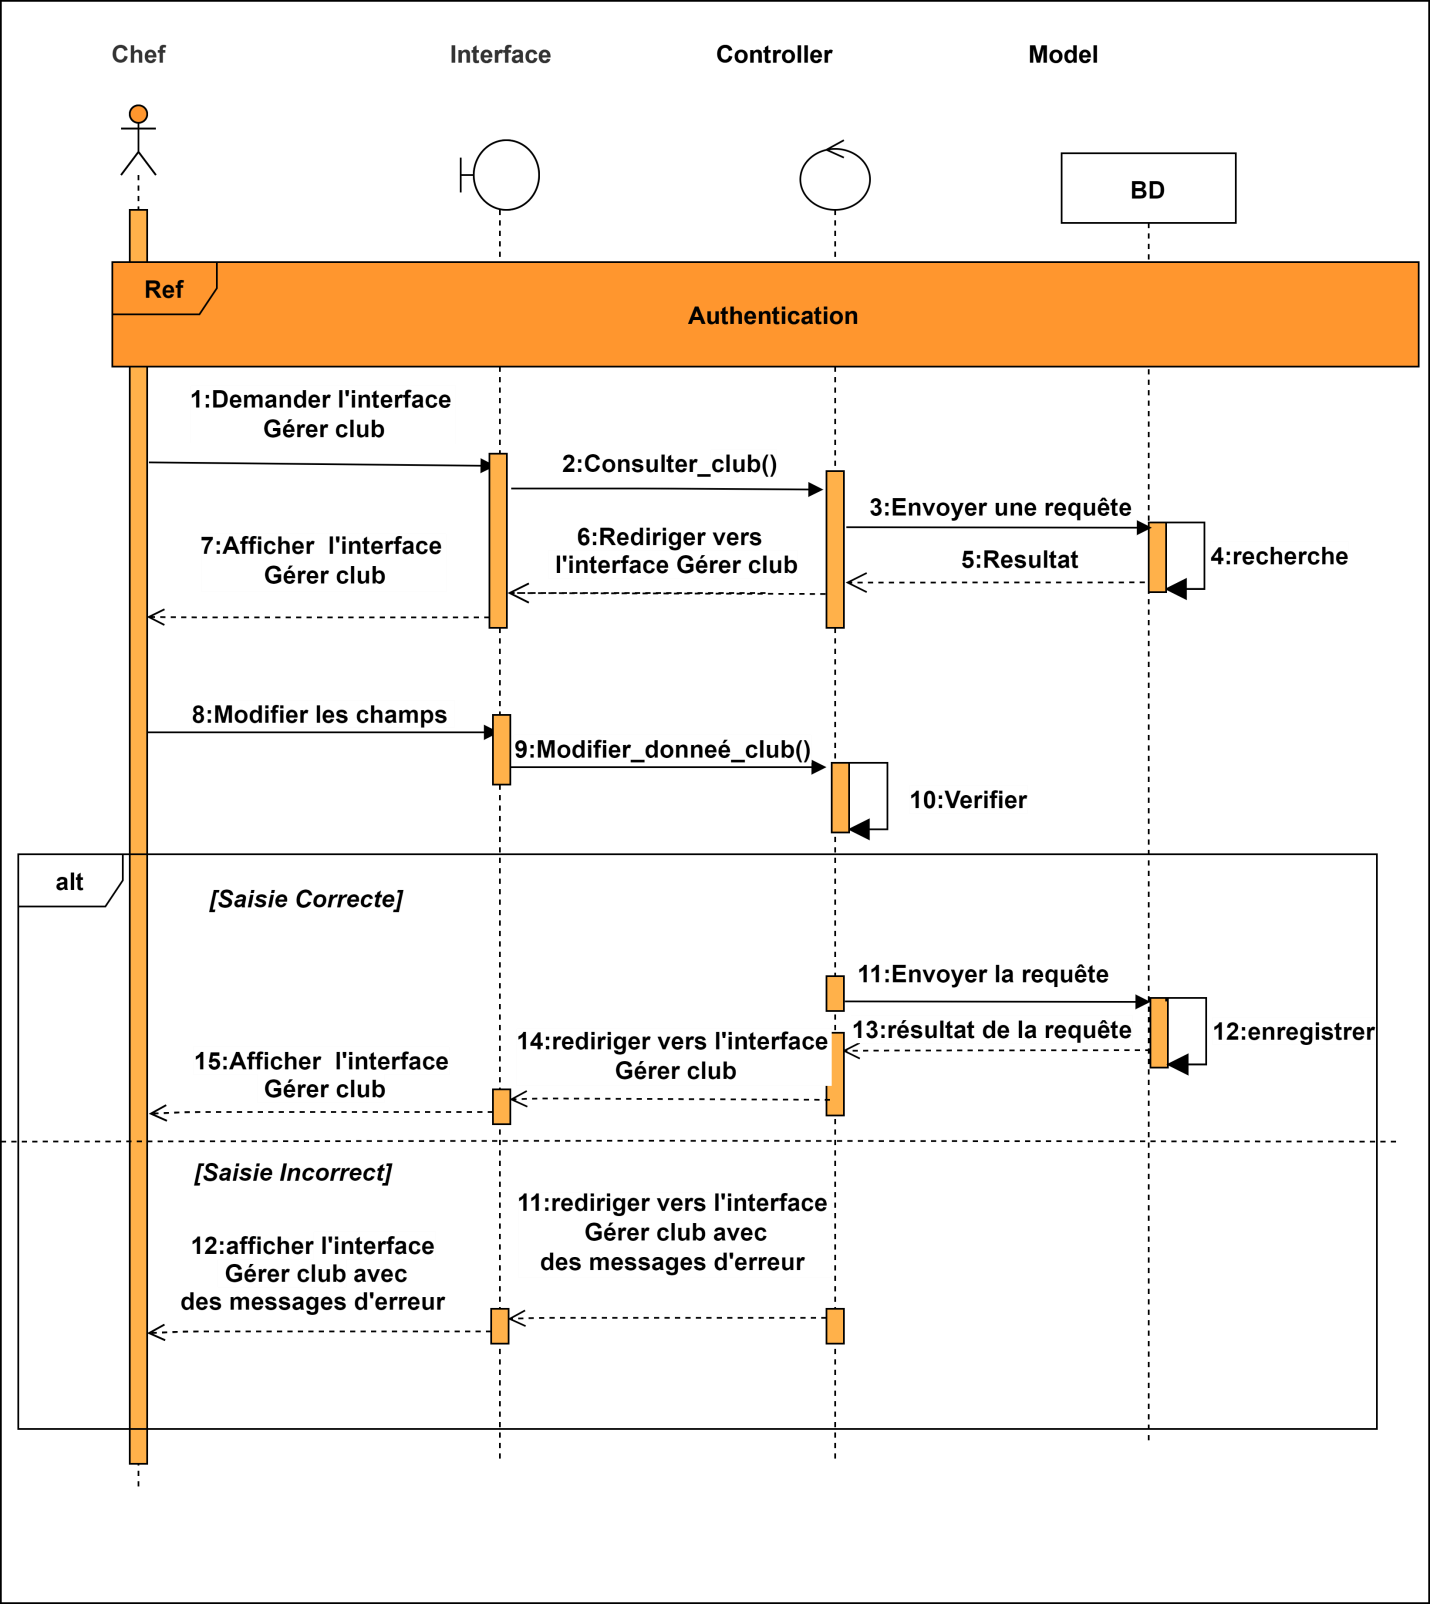 Chef
Interface
Controller
Model
BD
Ref
Authentication
1:Demander l'interface
Gérer club
2:Consulter_club()
3:Envoyer une requête
4:recherche
5:Resultat
6:Rediriger vers
l'interface Gérer club
7:Afficher  l'interface
Gérer club
8:Modifier les champs
9:Modifier_donneé_club()
10:Verifier
alt
[Saisie Correcte]
11:Envoyer la requête
12:enregistrer
13:résultat de la requête
14:rediriger vers l'interface
Gérer club
15:Afficher  l'interface
Gérer club
[Saisie Incorrect]
11:rediriger vers l'interface
Gérer club avec
des messages d'erreur
12:afficher l'interface
Gérer club avec
des messages d'erreur